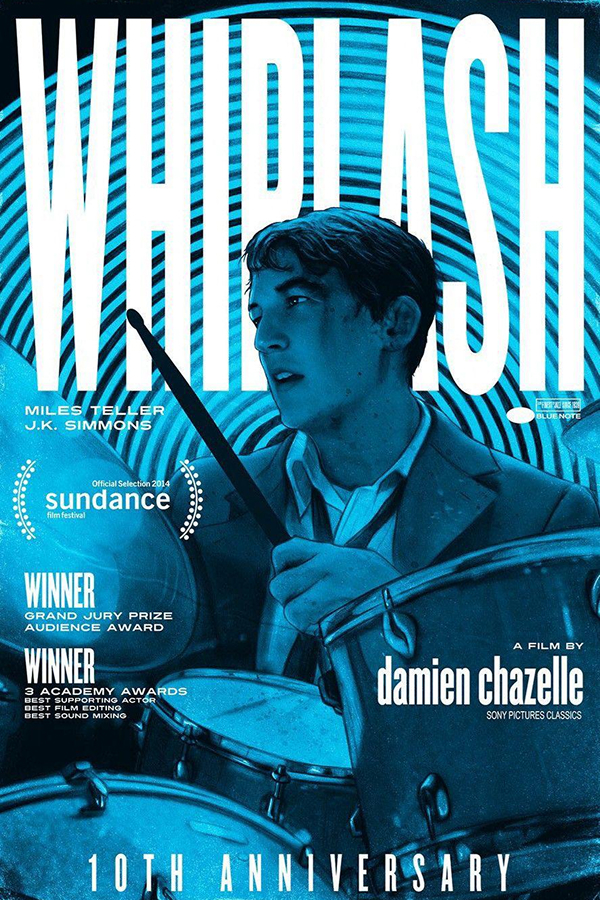 WHIPLASH
MILES TELLER
J.K. SIMMONS
BLUE NOTE
Official Selection 2014
sundance
film festival
WINNER
GRAND JURY PRIZE
AUDIENCE AWARD
WINNER
3 ACADEMY AWARDS
BEST SUPPORTING ACTOR
BEST FILM EDITING
BEST SOUND MIXING
A FILM BY
damien chazelle
SONY PICTURES CLASSICS
10TH ANNIVERSARY